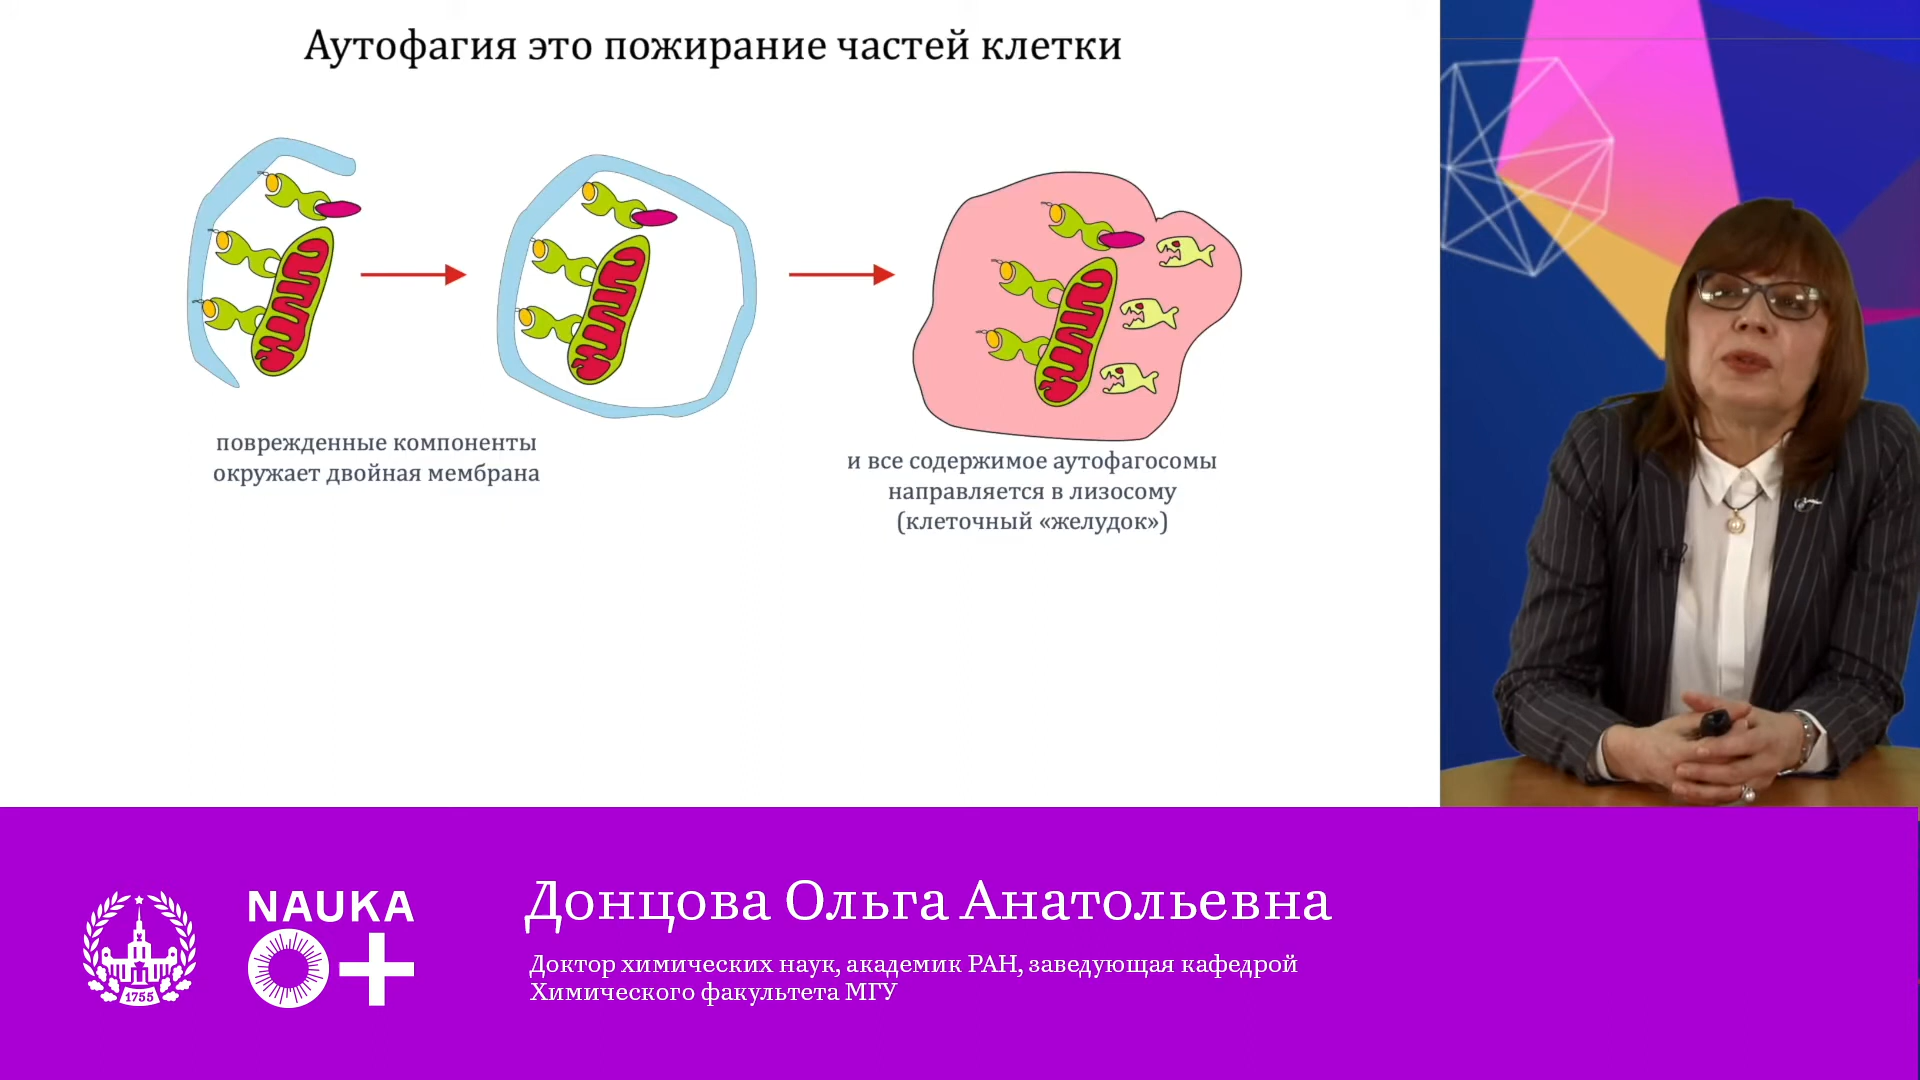 Аутофагия это пожирание частей клетки
поврежденные компоненты
окружает двойная мембрана
и все содержимое аутофагосомы
направляется в лизосому
(клеточный «желудок»)
1755
NAUKA
0+
Донцова Ольга Анатольевна
Доктор химических наук, академик РАН, заведующая кафедрой
Химического факультета МГУ